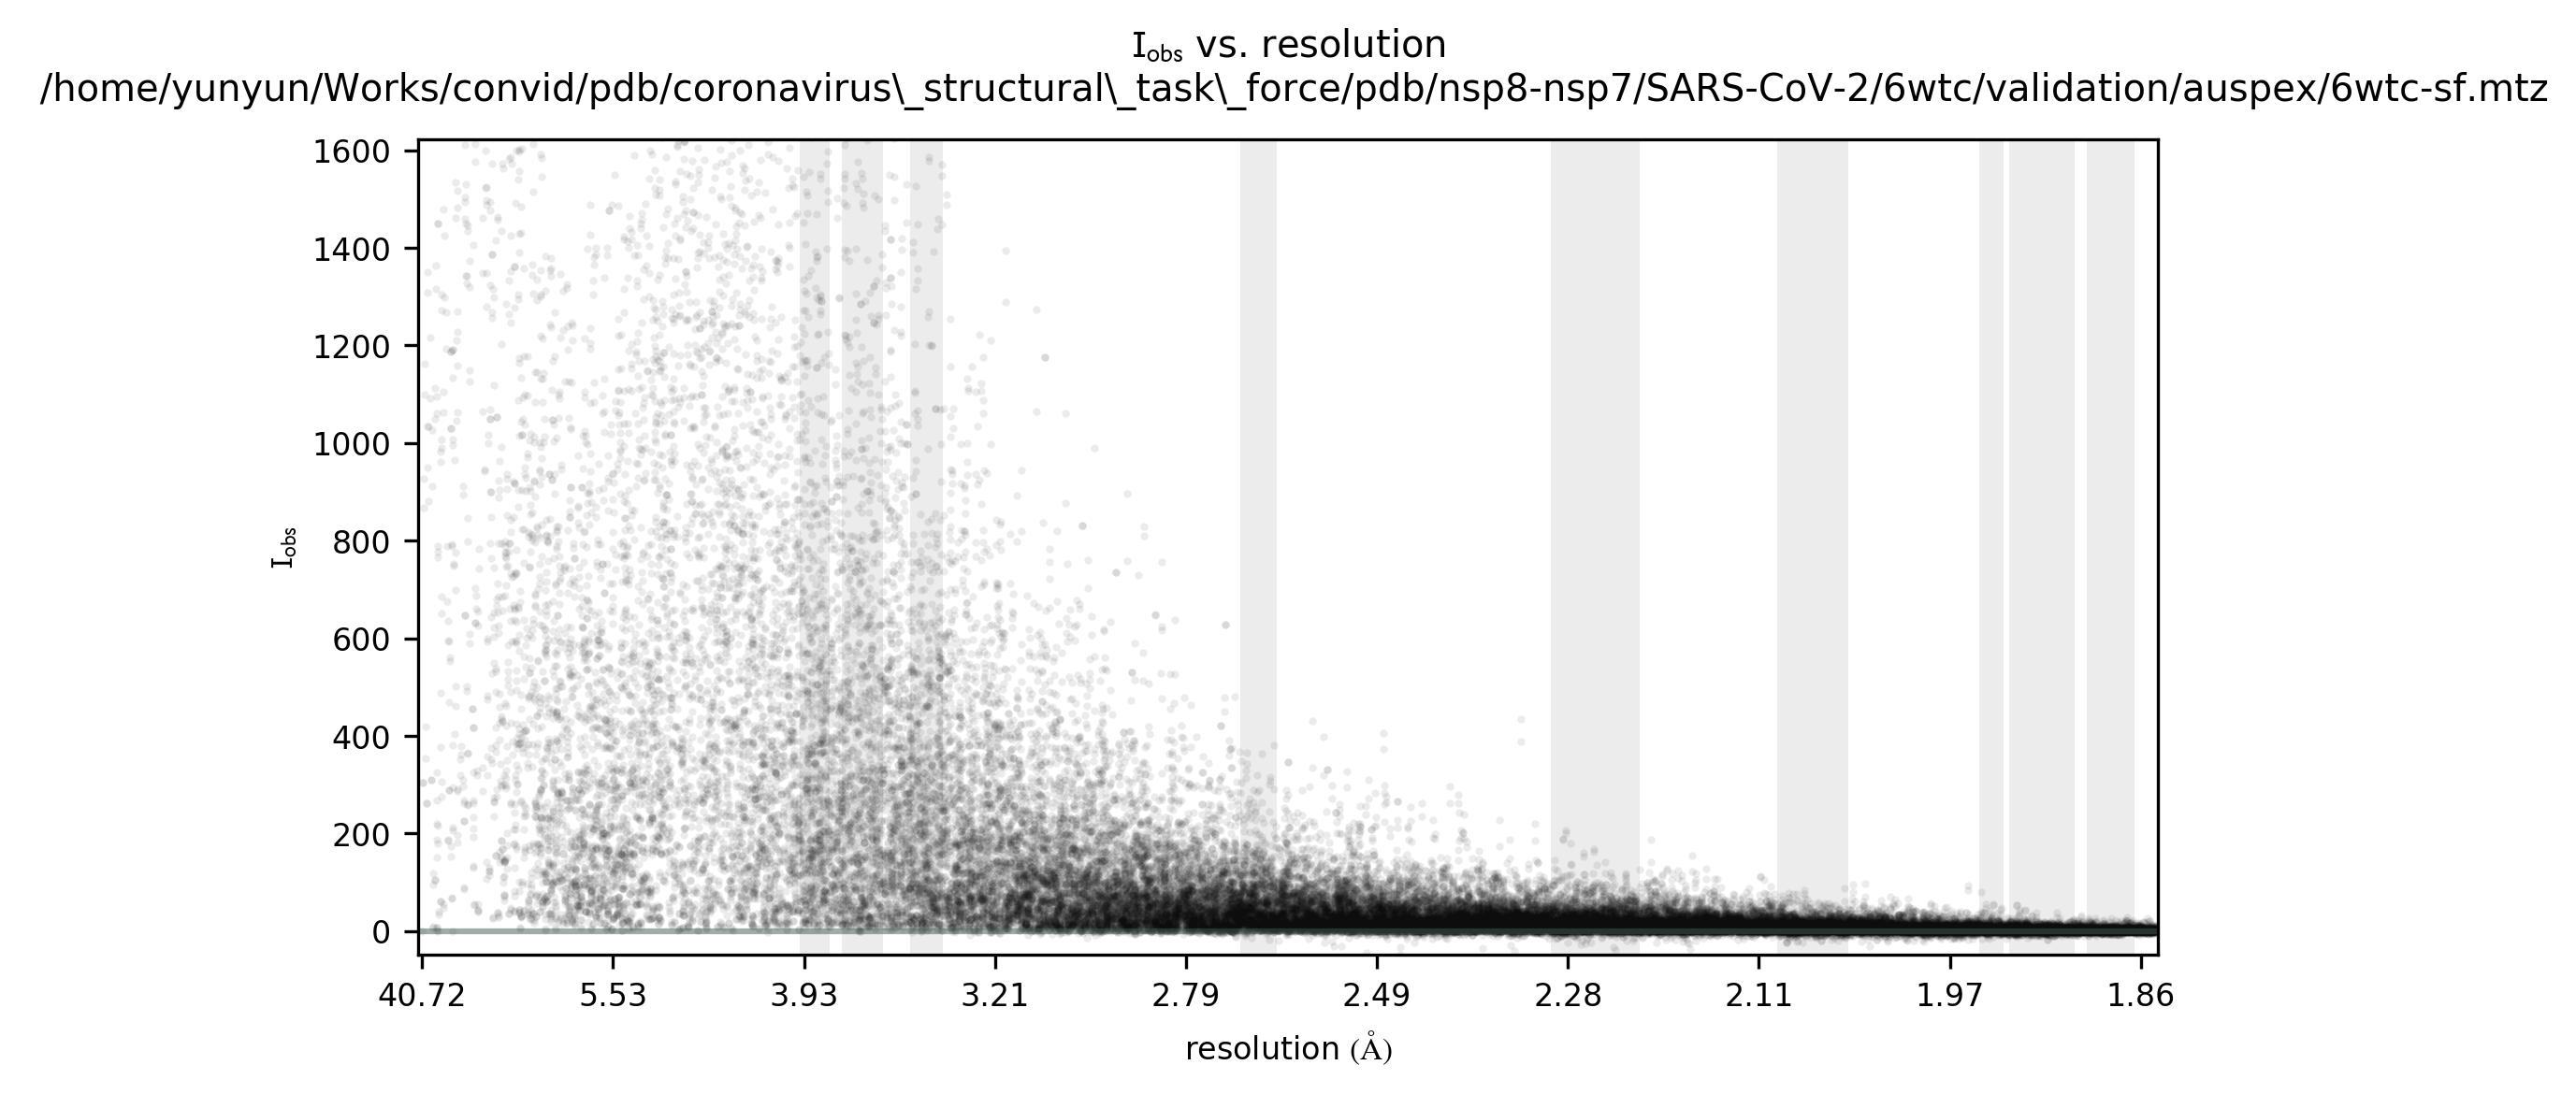 I_obs vs. resolution
/home/yunyun/Works/convid/pdb/coronavirus\_structural\_task\_force/pdb/nsp8-nsp7/SARS-CoV-2/6wtc/validation/auspex/6wtc-sf.mtz
1600
1400
1200
1000
800
600
400
200
0
I_obs
40.72 5.53 3.93 3.21 2.79 2.49 2.28 2.11 1.97 1.86
resolution (Å)